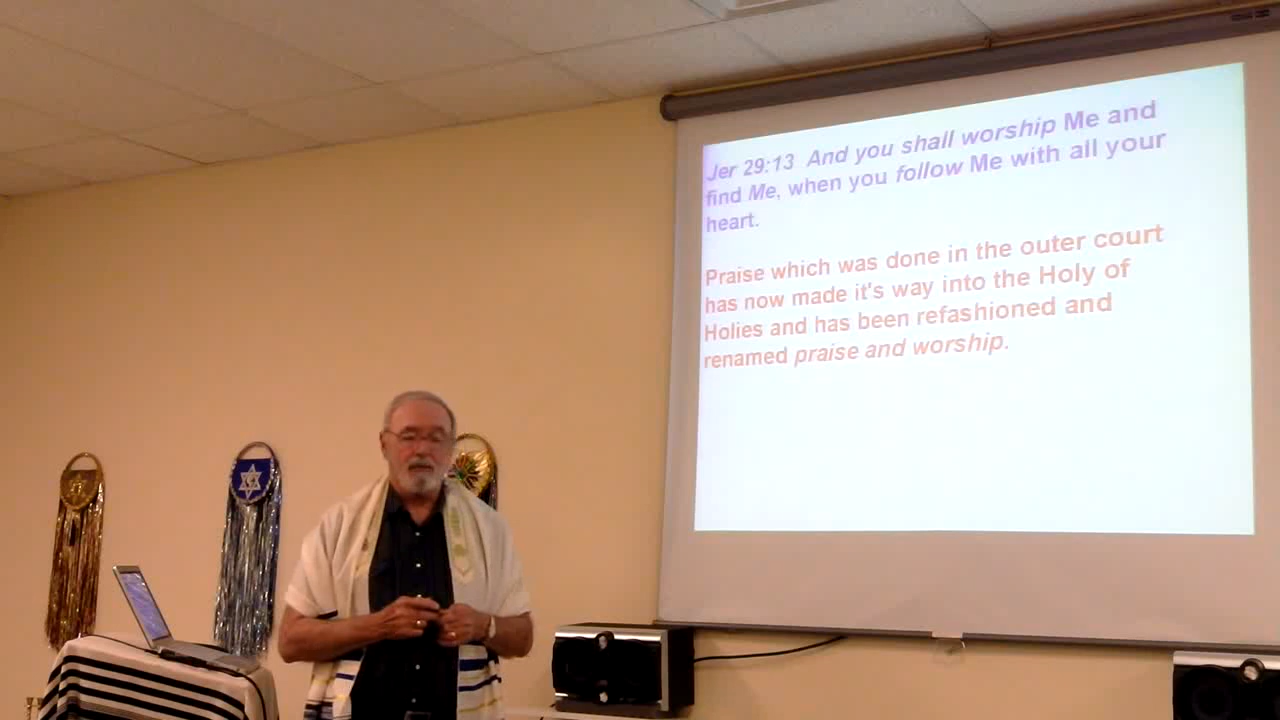 Jer 29:13 And you shall worship Me and
find Me, when you follow Me with all your
heart.
Praise which was done in the outer court
has now made it's way into the Holy of
Holies and has been refashioned and
renamed praise and worship.